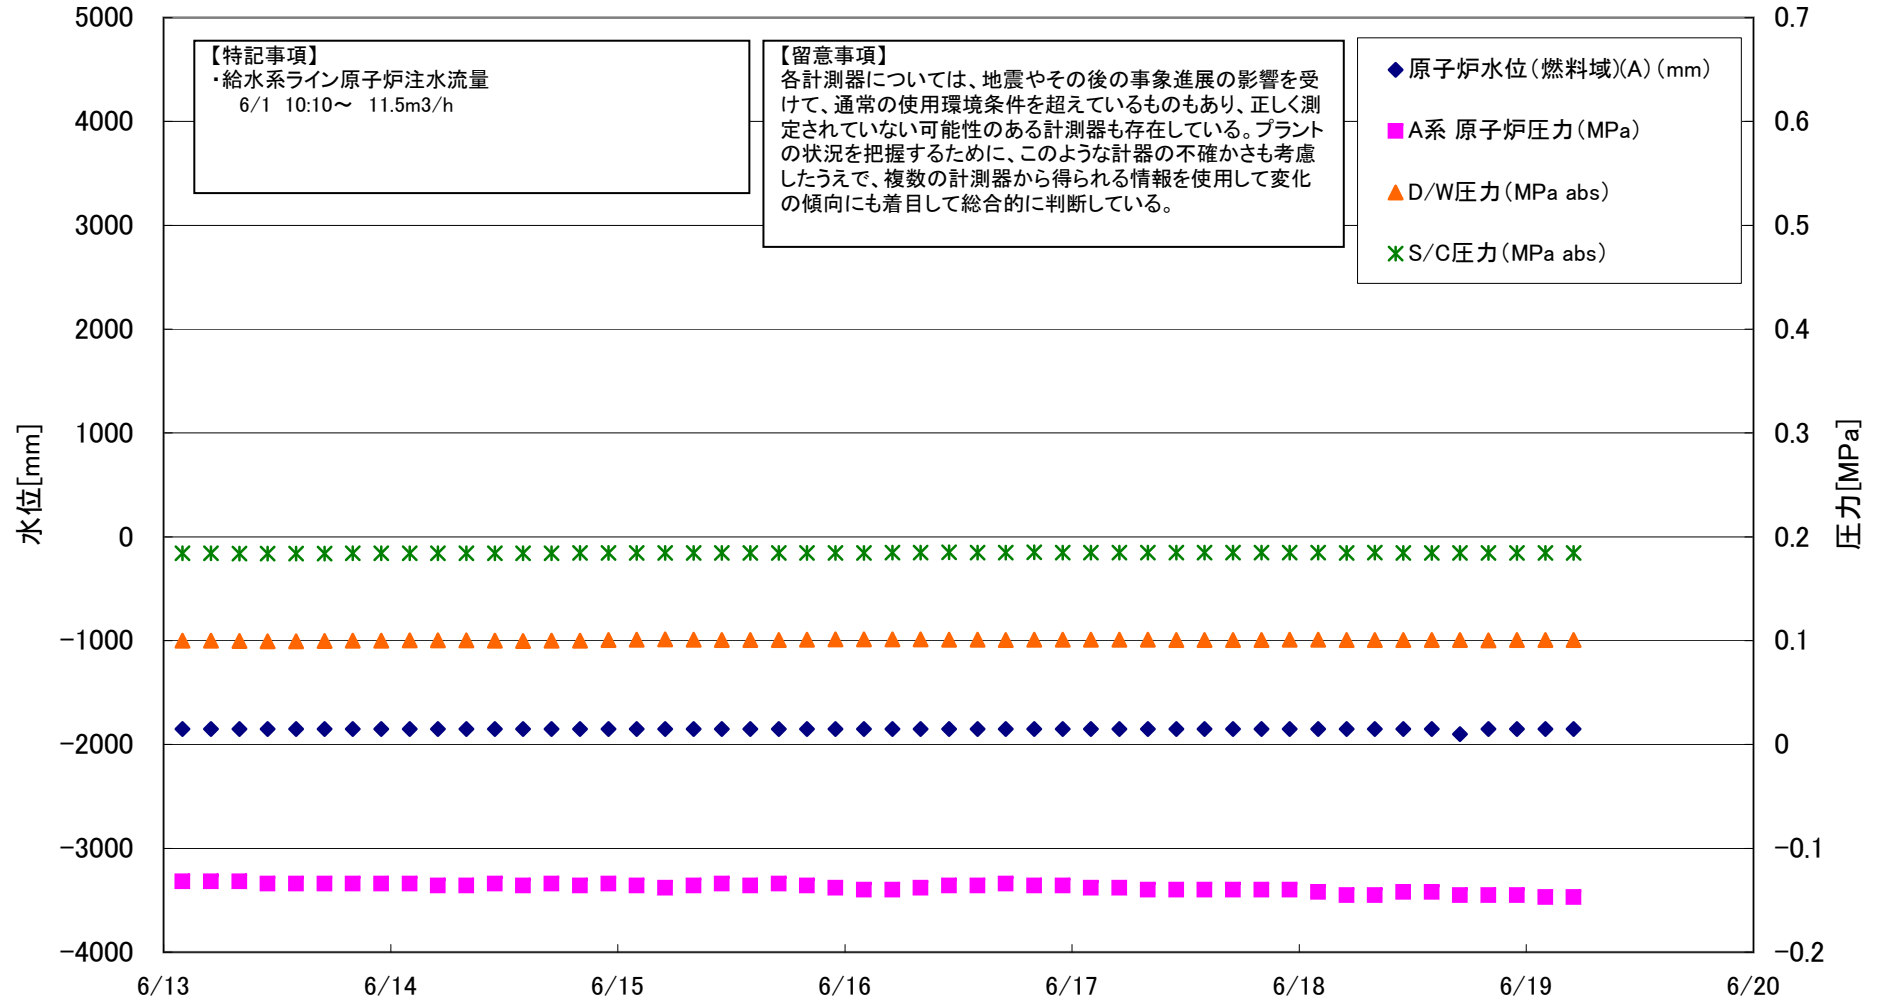 5000
4000
3000
2000
1000
0
-1000
-2000
-3000
-4000
水位[mm]
【特記事項】
・給水系ライン原子炉注水流量
6/1 10:10～ 11.5m3/h
【留意事項】
各計測器については、地震やその後の事象進展の影響を受
けて、通常の使用環境条件を超えているものもあり、正しく測
定されていない可能性のある計測器も存在している。プラント
の状況を把握するために、このような計器の不確かさも考慮
したうえで、複数の計測器から得られる情報を使用して変化
の傾向にも着目して総合的に判断している。
原子炉水位（燃料域)(A)（mm）
A系 原子炉圧力（MPa）
D/W圧力（MPa abs）
S/C圧力（MPa abs）
0.7
0.6
0.5
0.4
0.3
0.2
0.1
0
-0.1
-0.2
圧力[MPa]
6/13 6/14 6/15 6/16 6/17 6/18 6/19 6/20